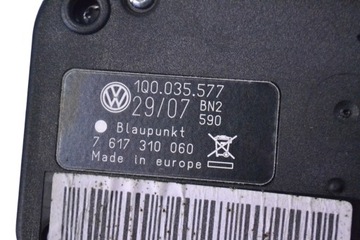 1Q0.035.577
29/07 BN2
590
Blaupunkt
7 617 310 060
Made in europe